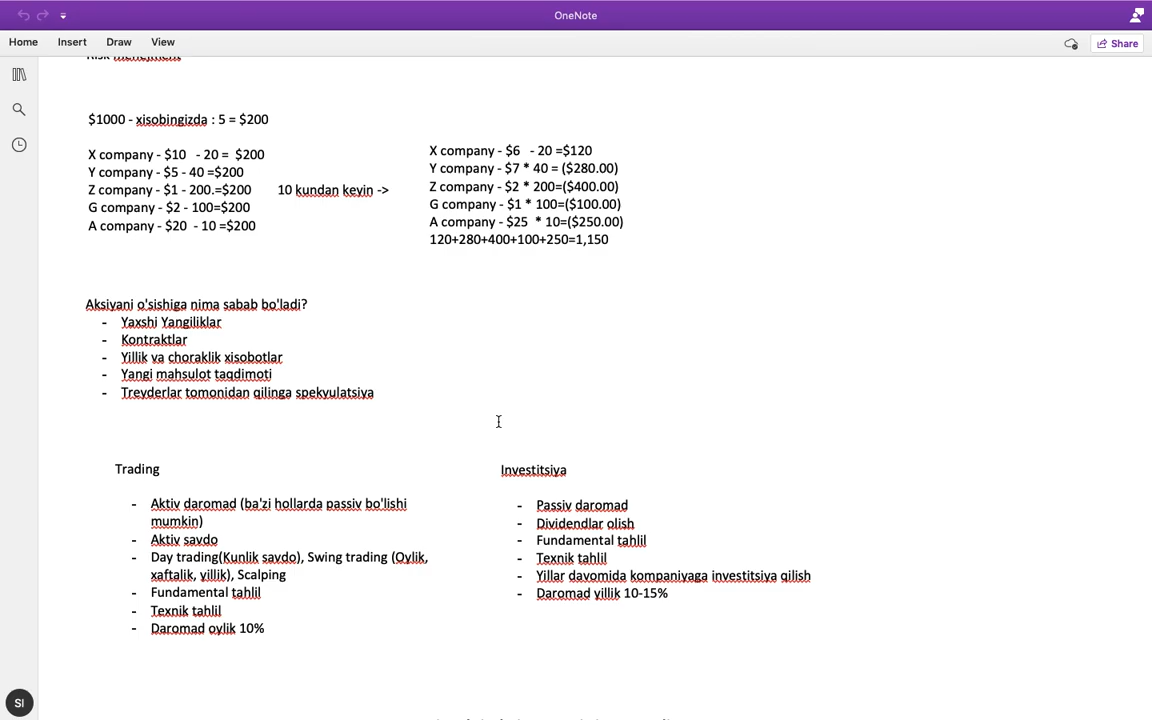 OneNote
Home Insert Draw View
Share
Risk menejment
$1000 - xisobingizda : 5 = $200
X company - $10 - 20 = $200
Y company - $5 - 40 =$200
Z company - $1 - 200.=$200
G company - $2 - 100=$200
A company - $20 - 10 =$200
10 kundan keyin ->
X company - $6 - 20 =$120
Y company - $7 * 40 = ($280.00)
Z company - $2 * 200=($400.00)
G company - $1 * 100=($100.00)
A company - $25 * 10=($250.00)
120+280+400+100+250=1,150
Aksiyani o'sishiga nima sabab bo'ladi?
- Yaxshi Yangiliklar
- Kontraktlar
- Yillik va choraklik xisobotlar
- Yangi mahsulot taqdimoti
- Treyderlar tomonidan qilinga spekyulatsiya
Trading
- Aktiv daromad (ba'zi hollarda passiv bo'lishi
mumkin)
- Aktiv savdo
- Day trading(Kunlik savdo), Swing trading (Oylik,
xaftalik, yillik), Scalping
- Fundamental tahlil
- Texnik tahlil
- Daromad oylik 10%
Investitsiya
- Passiv daromad
- Dividendlar olish
- Fundamental tahlil
- Texnik tahlil
- Yillar davomida kompaniyaga investitsiya qilish
- Daromad yillik 10-15%
SI